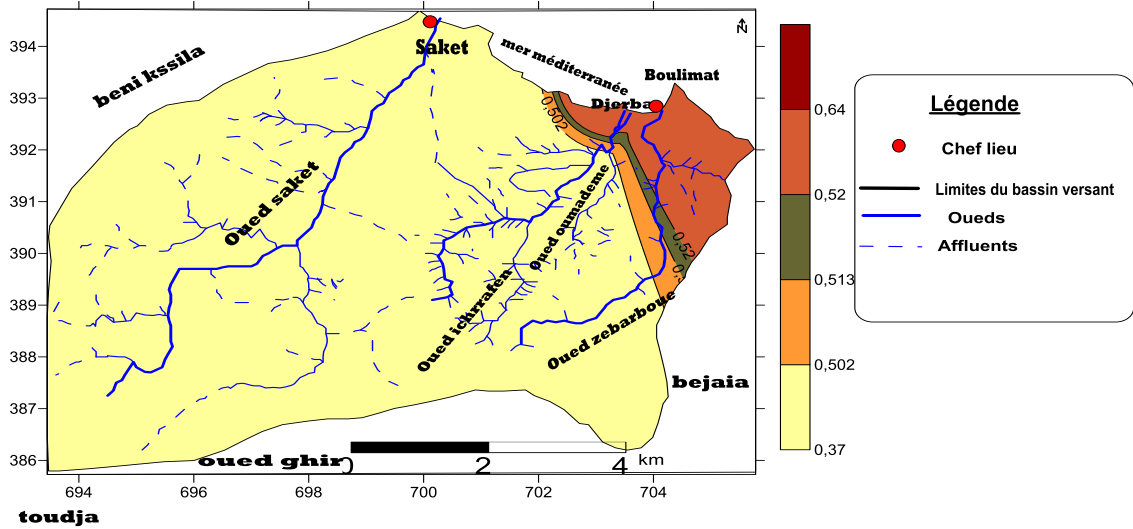 394
393
392
391
390
389
388
387
386
694
696
698
700
702
704
beni kssila
Saket
mer méditerranée
Boulimat
Djerba
0,502
Oued saket
Oued oumademe
Oued ichrrafen
Oued zebarboue
0,52
bejaia
oued ghir
toudja
0
2
4
km
N
0,64
0,52
0,513
0,502
0,37
Légende
Chef lieu
Limites du bassin versant
Oueds
Affluents